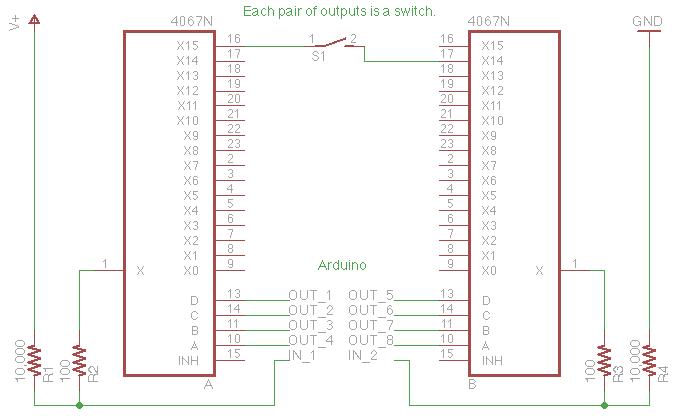 Each pair of outputs is a switch.
V+ 4067N 4067N GND
X15 16 1 2 16 X15
X14 17 S1 17 X14
X13 18 18 X13
X12 19 19 X12
X11 20 20 X11
X10 21 21 X10
X9 22 22 X9
X8 23 23 X8
X7 2 2 X7
X6 3 3 X6
X5 4 4 X5
X4 5 5 X4
X3 6 6 X3
X2 7 7 X2
X1 8 8 X1
1 X X0 9 Arduino 9 X0 X 1
D 13 OUT_1 OUT_5 13 D
C 14 OUT_2 OUT_6 14 C
B 11 OUT_3 OUT_7 11 B
A 10 OUT_4 OUT_8 10 A
INH 15 IN_1 IN_2 15 INH
10,000 R1 100 R2 A B 100 R3 10,000 R4